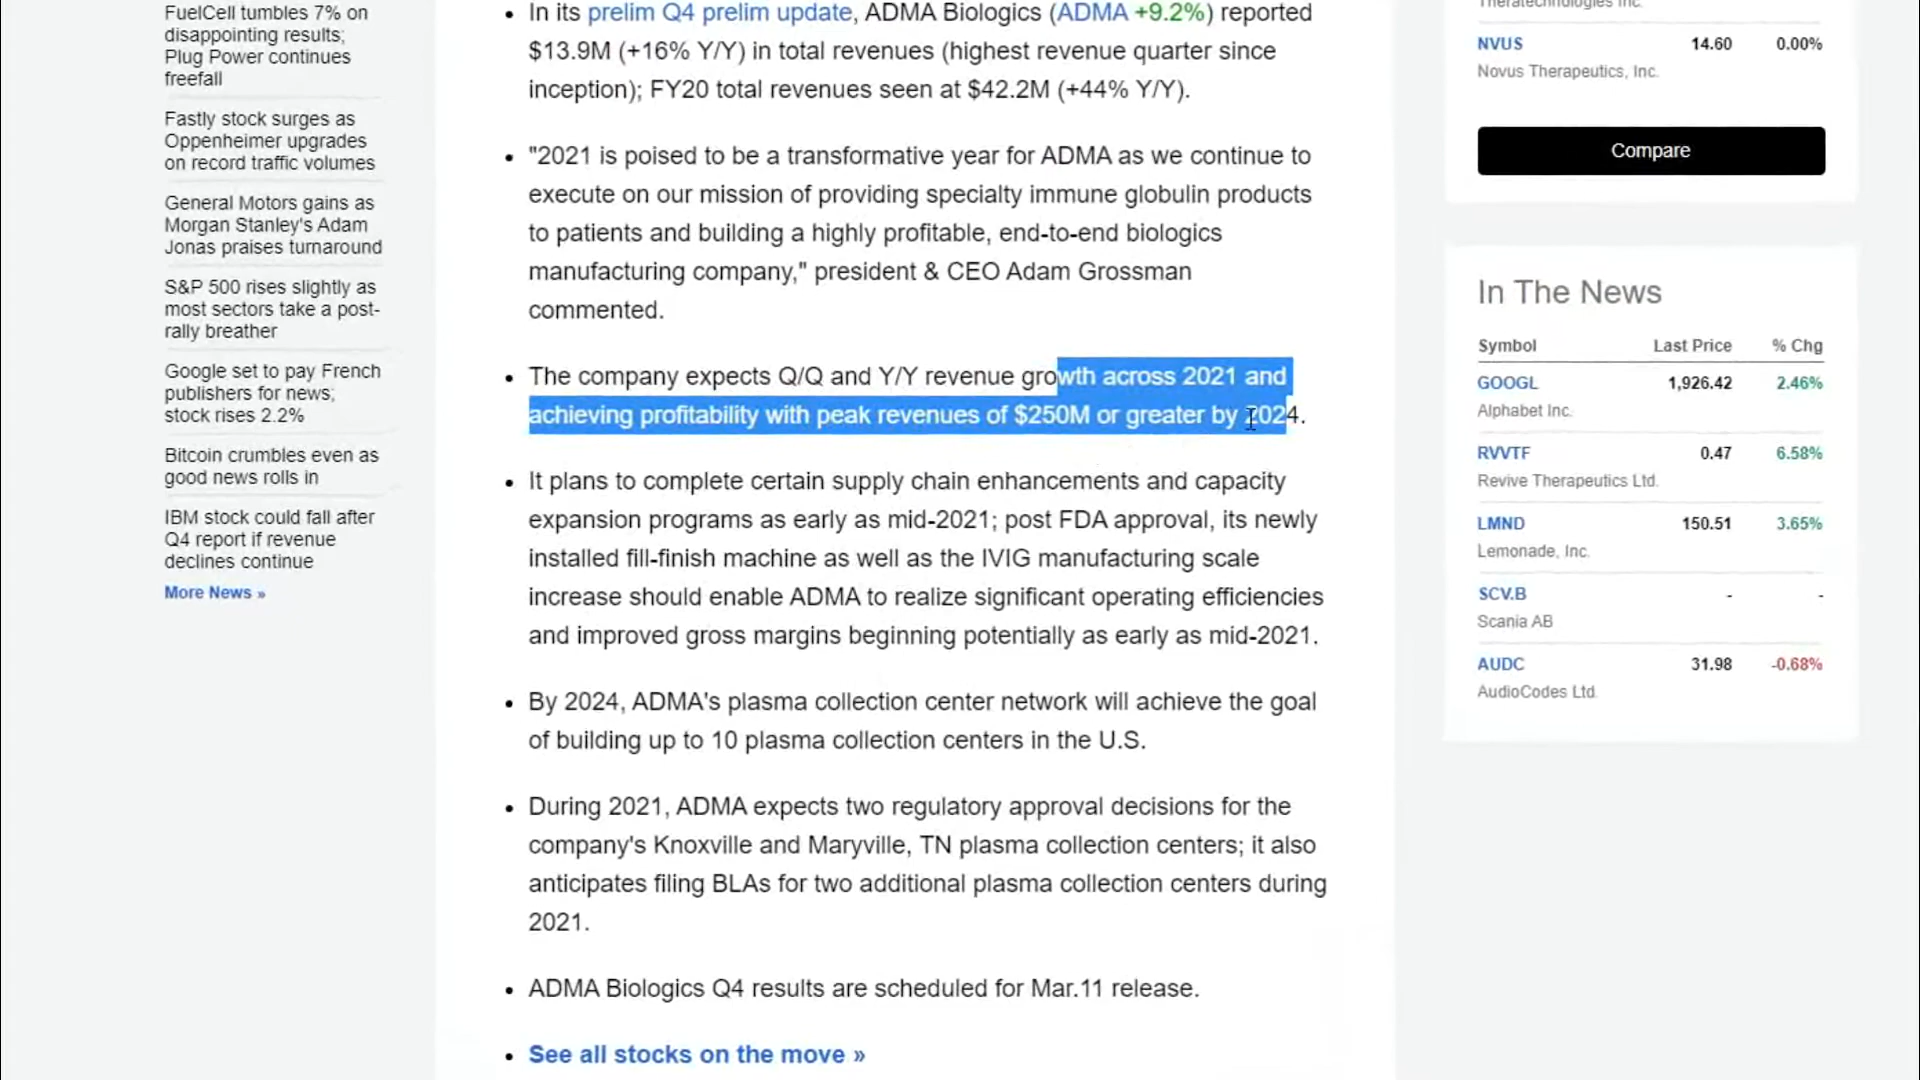 FuelCell tumbles 7% on
disappointing results;
Plug Power continues
freefall
Fastly stock surges as
Oppenheimer upgrades
on record traffic volumes
General Motors gains as
Morgan Stanley's Adam
Jonas praises turnaround
S&P 500 rises slightly as
most sectors take a post-
rally breather
Google set to pay French
publishers for news;
stock rises 2.2%
Bitcoin crumbles even as
good news rolls in
IBM stock could fall after
Q4 report if revenue
declines continue
More News »
• In its prelim Q4 prelim update, ADMA Biologics (ADMA +9.2%) reported
$13.9M (+16% Y/Y) in total revenues (highest revenue quarter since
inception); FY20 total revenues seen at $42.2M (+44% Y/Y).
• "2021 is poised to be a transformative year for ADMA as we continue to
execute on our mission of providing specialty immune globulin products
to patients and building a highly profitable, end-to-end biologics
manufacturing company," president & CEO Adam Grossman
commented.
• The company expects Q/Q and Y/Y revenue growth across 2021 and
achieving profitability with peak revenues of $250M or greater by 2024.
• It plans to complete certain supply chain enhancements and capacity
expansion programs as early as mid-2021; post FDA approval, its newly
installed fill-finish machine as well as the IVIG manufacturing scale
increase should enable ADMA to realize significant operating efficiencies
and improved gross margins beginning potentially as early as mid-2021.
• By 2024, ADMA's plasma collection center network will achieve the goal
of building up to 10 plasma collection centers in the U.S.
• During 2021, ADMA expects two regulatory approval decisions for the
company's Knoxville and Maryville, TN plasma collection centers; it also
anticipates filing BLAs for two additional plasma collection centers during
2021.
• ADMA Biologics Q4 results are scheduled for Mar.11 release.
• See all stocks on the move »
Theratechnologies Inc.
NVUS 14.60 0.00%
Novus Therapeutics, Inc.
Compare
In The News
Symbol Last Price % Chg
GOOGL 1,926.42 2.46%
Alphabet Inc.
RVVTF 0.47 6.58%
Revive Therapeutics Ltd.
LMND 150.51 3.65%
Lemonade, Inc.
SCV.B - -
Scania AB
AUDC 31.98 -0.68%
AudioCodes Ltd.